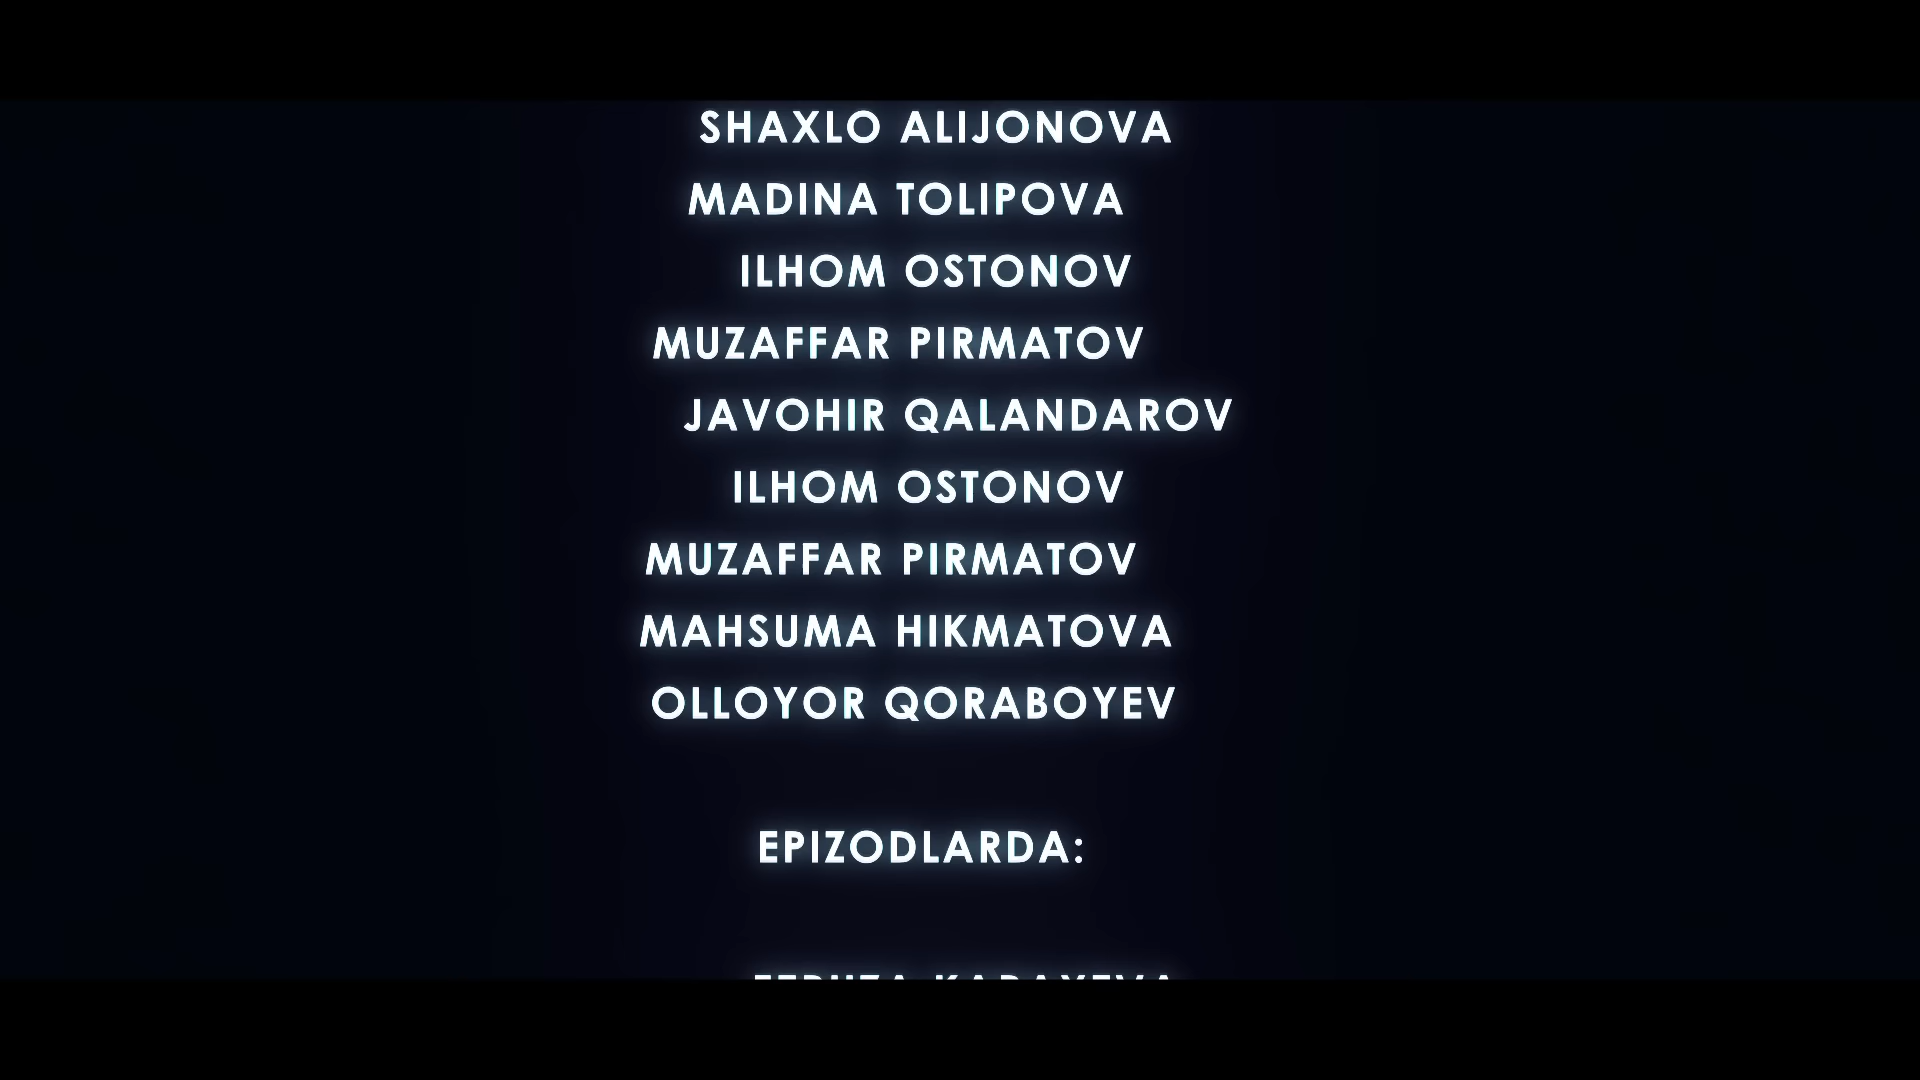 SHAXLO ALIJONOVA
MADINA TOLIPOVA
ILHOM OSTONOV
MUZAFFAR PIRMATOV
JAVOHIR QALANDAROV
ILHOM OSTONOV
MUZAFFAR PIRMATOV
MAHSUMA HIKMATOVA
OLLOYOR QORABOYEV
EPIZODLARDA: